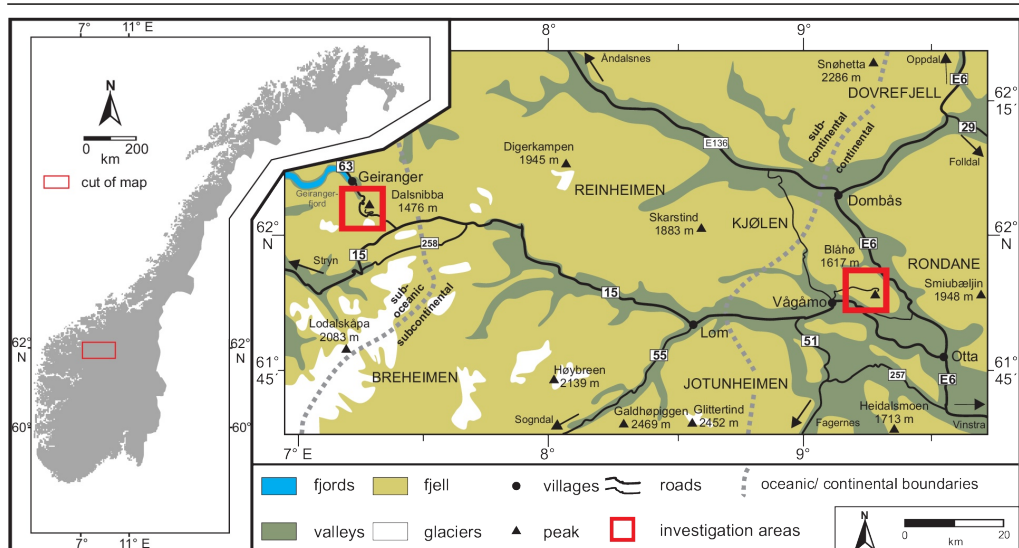 7°
11° E
N
0
200
km
cut of map
62°
N
60°
62°
N
60°
7°
11° E
8°
9°
Åndalsnes
Snøhetta
2286 m
Oppdal
DOVREFJELL
E6
62°
15´
29
Folldal
sub-
continental
continental
E136
Digerkampen
1945 m
REINHEIMEN
63
Geiranger
Geiranger-
fjord
Dalsnibba
1476 m
Skarstind
1883 m
KJØLEN
Dombås
62°
N
62°
N
E6
Blåhø
1617 m
RONDANE
Smiubæljin
1948 m
Stryn
15
258
sub-
oceanic
subcontinental
15
Vågåmo
Lodalskåpa
2083 m
Lom
51
Otta
61°
45´
61°
45´
BREHEIMEN
Høybreen
2139 m
55
JOTUNHEIMEN
257
E6
Sogndal
Galdhøpiggen
2469 m
Glittertind
2452 m
Fagernes
Heidalsmoen
1713 m
Vinstra
7° E
8°
9°
fjords
fjell
villages
roads
oceanic/ continental boundaries
valleys
glaciers
peak
investigation areas
N
0
20
km